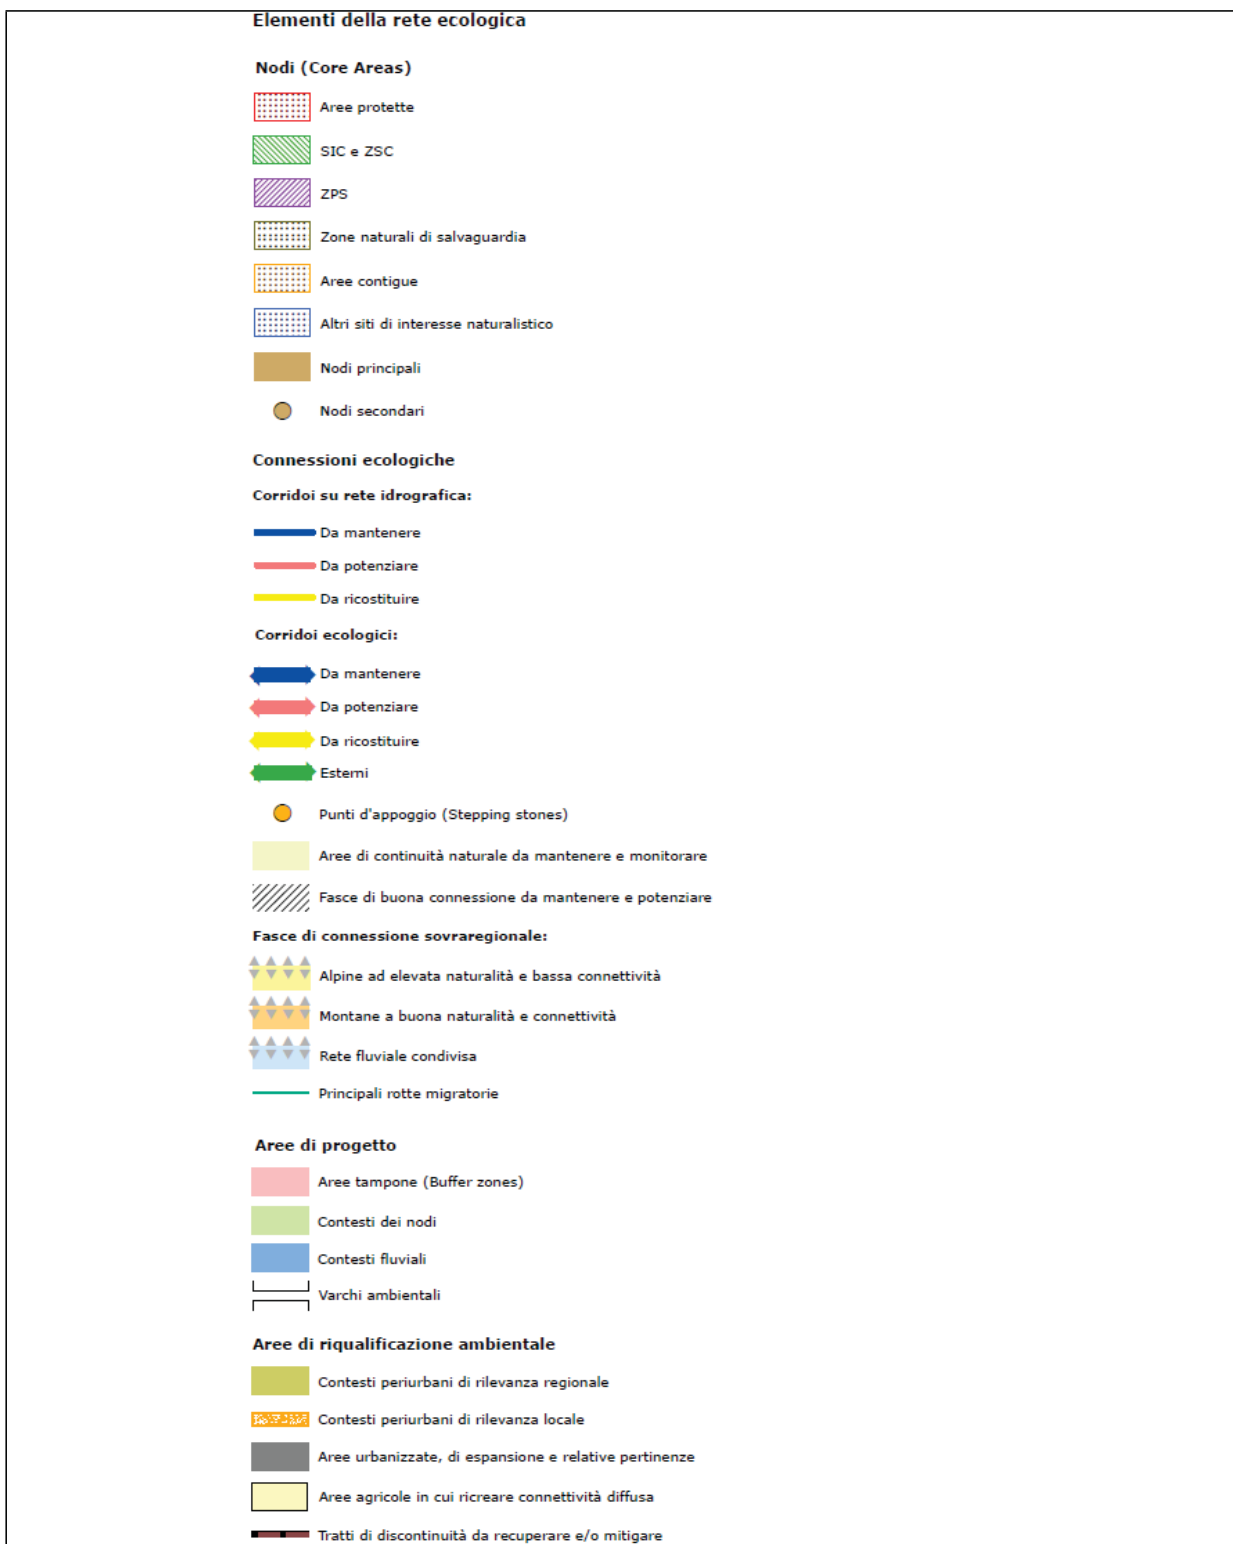 Elementi della rete ecologica
Nodi (Core Areas)
Aree protette
SIC e ZSC
ZPS
Zone naturali di salvaguardia
Aree contigue
Altri siti di interesse naturalistico
Nodi principali
Nodi secondari
Connessioni ecologiche
Corridoi su rete idrografica:
Da mantenere
Da potenziare
Da ricostituire
Corridoi ecologici:
Da mantenere
Da potenziare
Da ricostituire
Esterni
Punti d'appoggio (Stepping stones)
Aree di continuità naturale da mantenere e monitorare
Fasce di buona connessione da mantenere e potenziare
Fasce di connessione sovraregionale:
Alpine ad elevata naturalità e bassa connettività
Montane a buona naturalità e connettività
Rete fluviale condivisa
Principali rotte migratorie
Aree di progetto
Aree tampone (Buffer zones)
Contesti dei nodi
Contesti fluviali
Varchi ambientali
Aree di riqualificazione ambientale
Contesti periurbani di rilevanza regionale
Contesti periurbani di rilevanza locale
Aree urbanizzate, di espansione e relative pertinenze
Aree agricole in cui ricreare connettività diffusa
Tratti di discontinuità da recuperare e/o mitigare